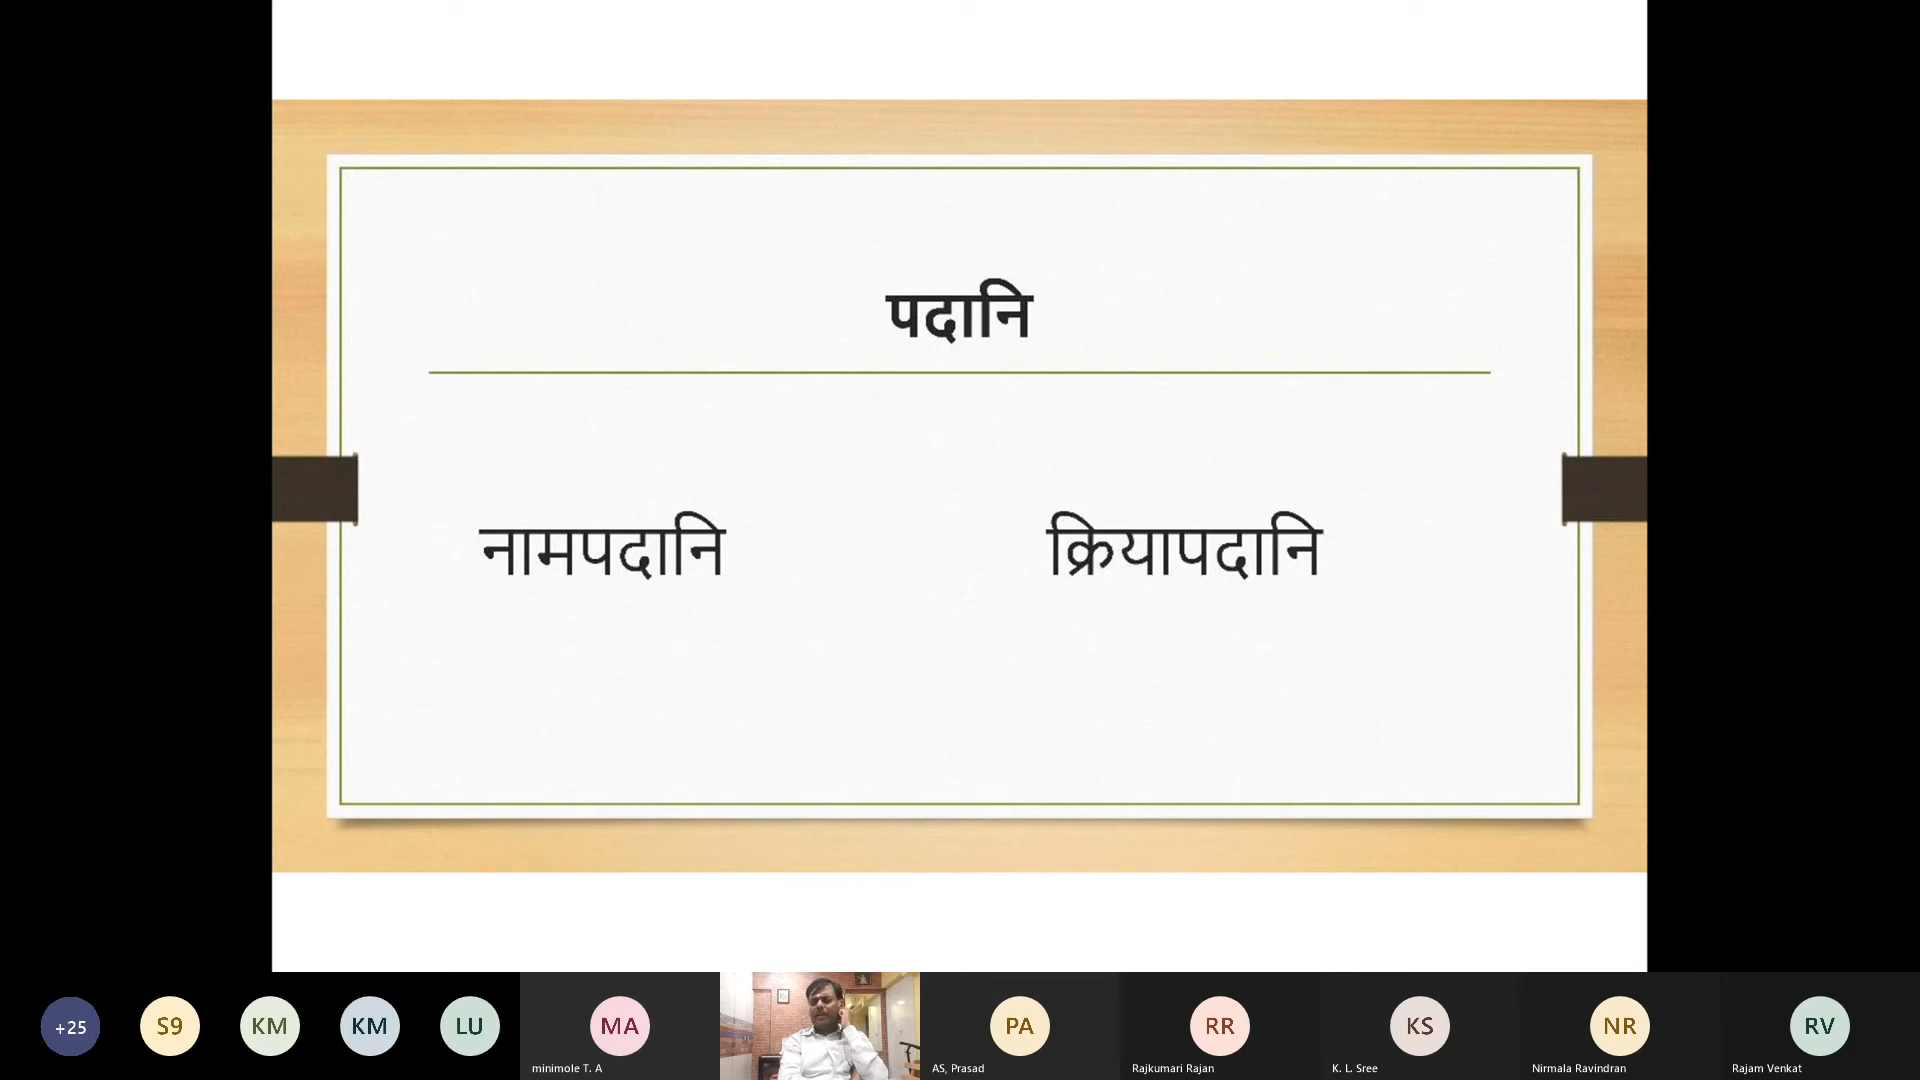 पदानि
नामपदानि क्रियापदानि
+25 S9 KM KM LU MA PA RR KS NR RV
minimole T. A AS, Prasad Rajkumari Rajan K. L. Sree Nirmala Ravindran Rajam Venkat